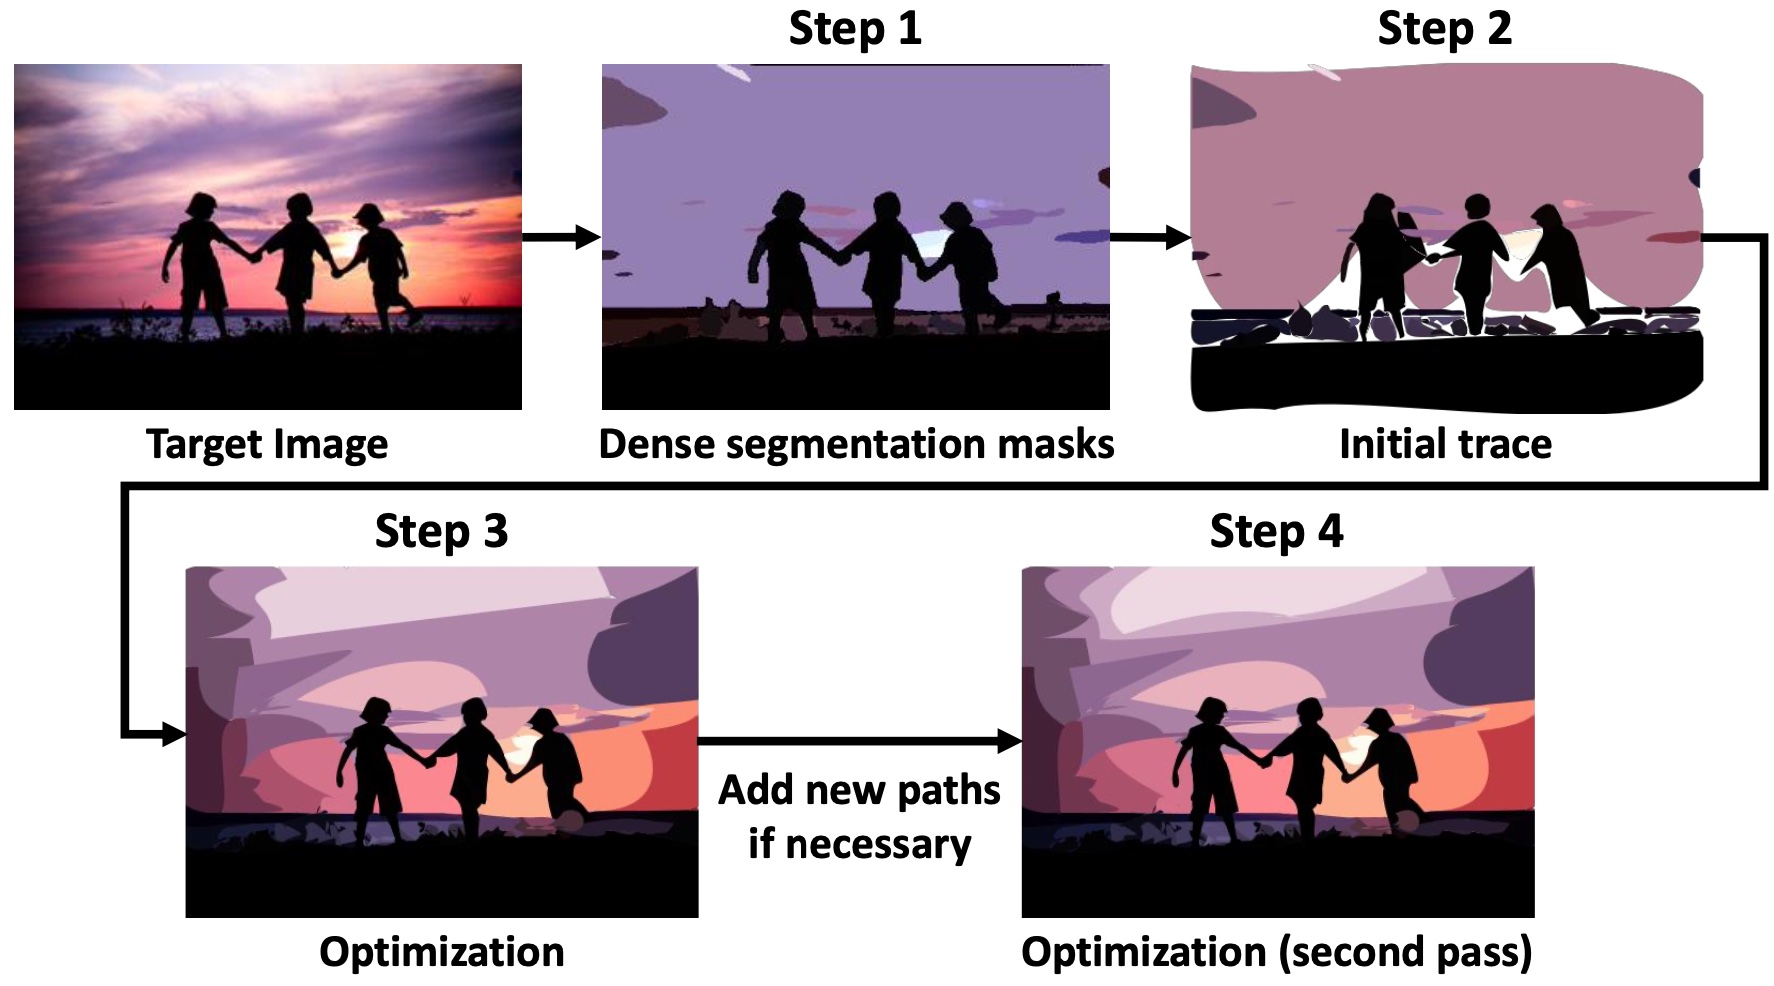 Step 1
Step 2
Target Image
Dense segmentation masks
Initial trace
Step 3
Step 4
Add new paths
if necessary
Optimization
Optimization (second pass)